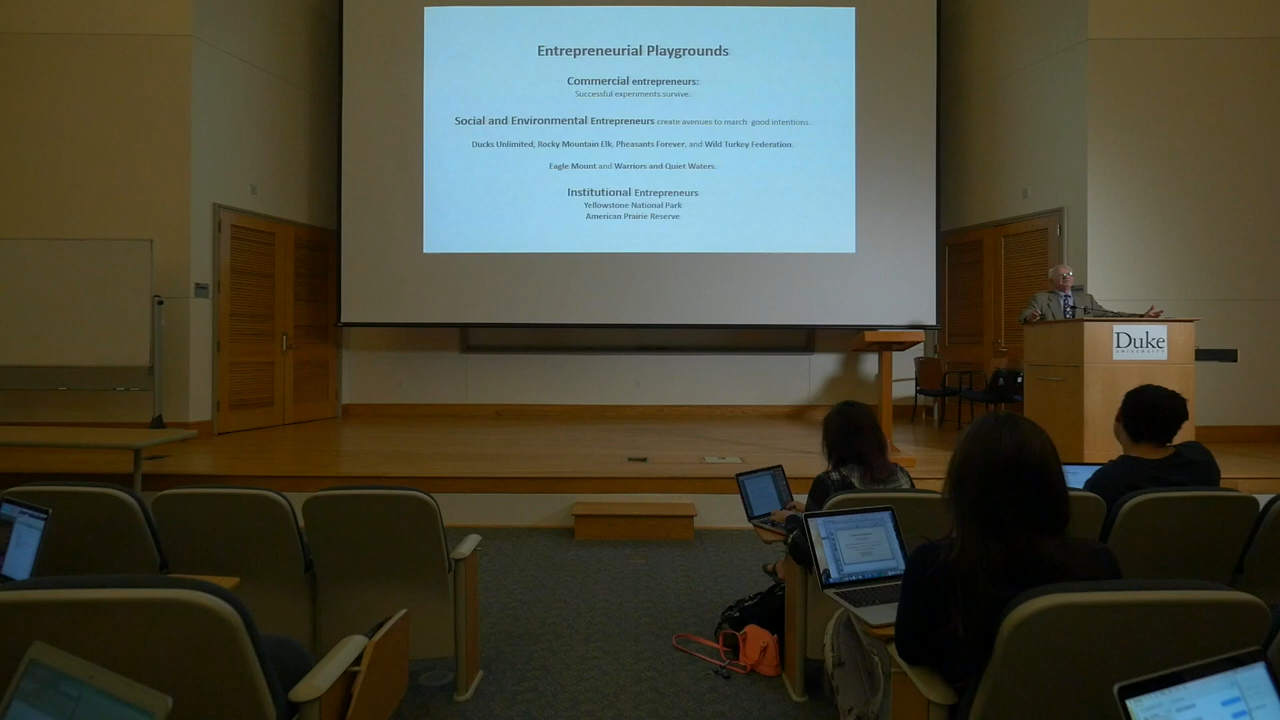 Entrepreneurial Playgrounds
Commercial entrepreneurs:
Successful experiments survive.
Social and Environmental Entrepreneurs create avenues to march good intentions.
Ducks Unlimited, Rocky Mountain Elk, Pheasants Forever, and Wild Turkey Federation.
Eagle Mount and Warriors and Quiet Waters.
Institutional Entrepreneurs
Yellowstone National Park
American Prairie Reserve
Duke
UNIVERSITY